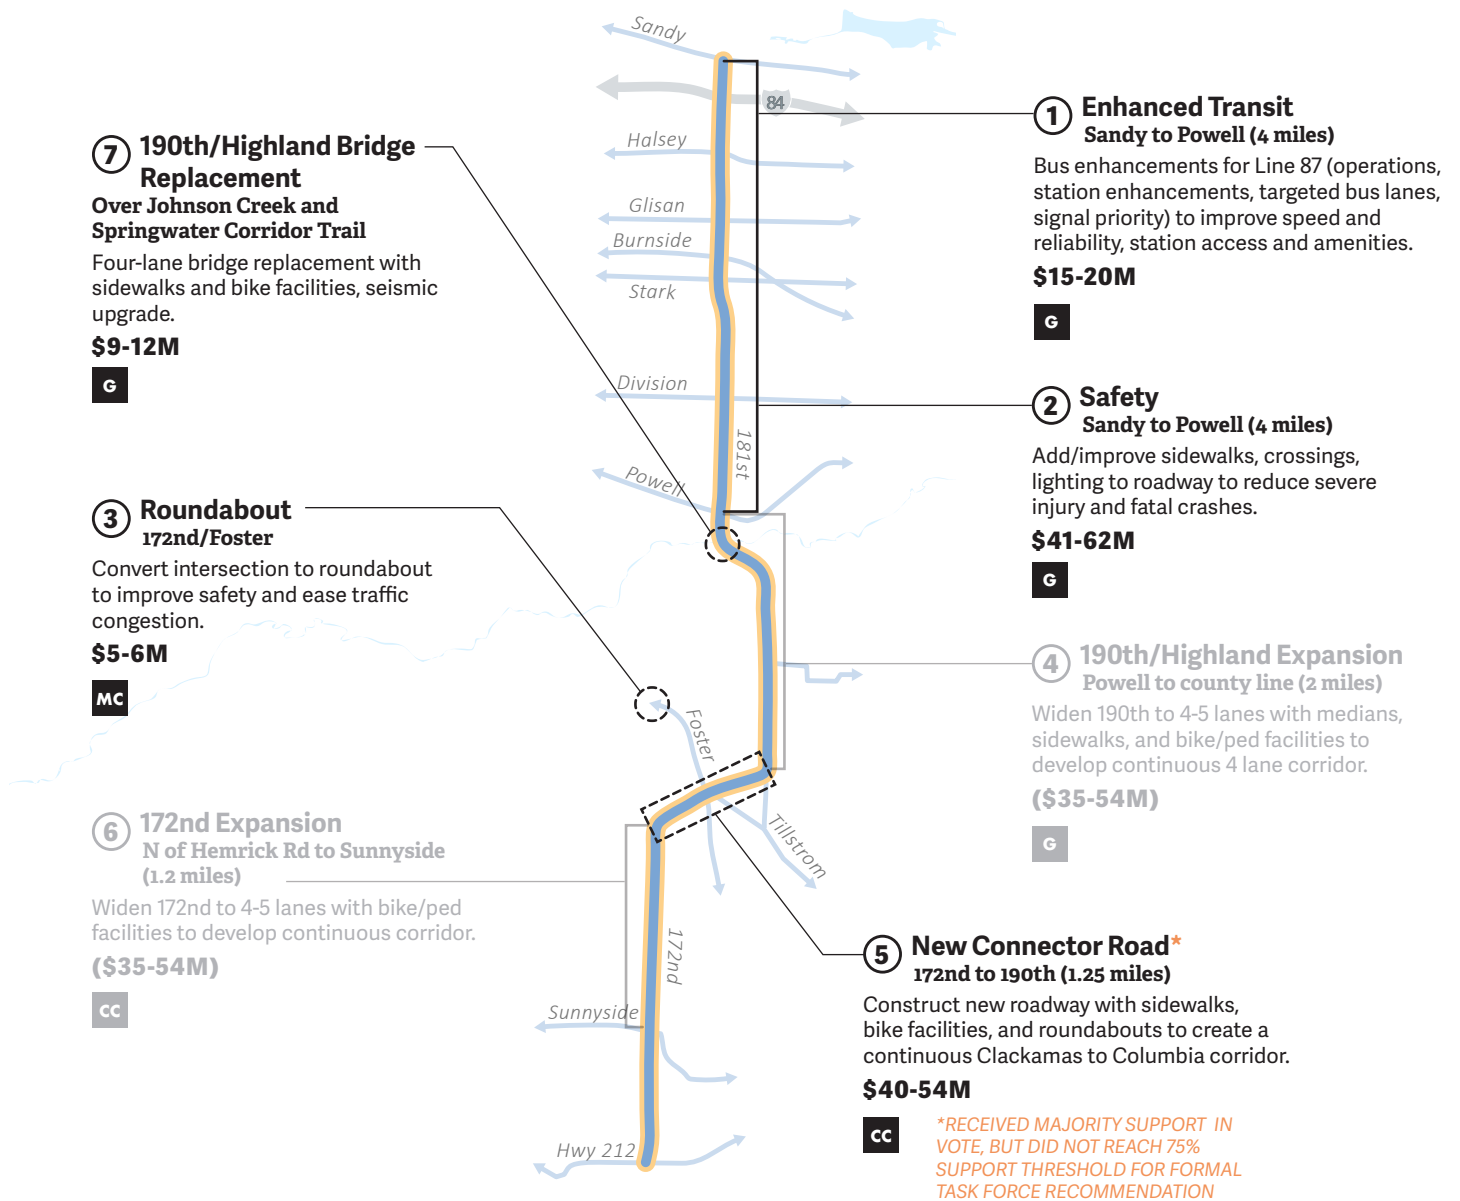 Sandy
84
Halsey
Glisan
Burnside
Stark
Division
181st
Powell
Foster
Tillstrom
172nd
Sunnyside
Hwy 212
7 190th/Highland Bridge
Replacement
Over Johnson Creek and
Springwater Corridor Trail
Four-lane bridge replacement with
sidewalks and bike facilities, seismic
upgrade.
$9-12M
G
3 Roundabout
172nd/Foster
Convert intersection to roundabout
to improve safety and ease traffic
congestion.
$5-6M
MC
6 172nd Expansion
N of Hemrick Rd to Sunnyside
(1.2 miles)
Widen 172nd to 4-5 lanes with bike/ped
facilities to develop continuous corridor.
($35-54M)
CC
1 Enhanced Transit
Sandy to Powell (4 miles)
Bus enhancements for Line 87 (operations,
station enhancements, targeted bus lanes,
signal priority) to improve speed and
reliability, station access and amenities.
$15-20M
G
2 Safety
Sandy to Powell (4 miles)
Add/improve sidewalks, crossings,
lighting to roadway to reduce severe
injury and fatal crashes.
$41-62M
G
4 190th/Highland Expansion
Powell to county line (2 miles)
Widen 190th to 4-5 lanes with medians,
sidewalks, and bike/ped facilities to
develop continuous 4 lane corridor.
($35-54M)
G
5 New Connector Road*
172nd to 190th (1.25 miles)
Construct new roadway with sidewalks,
bike facilities, and roundabouts to create a
continuous Clackamas to Columbia corridor.
$40-54M
CC
*RECEIVED MAJORITY SUPPORT IN
VOTE, BUT DID NOT REACH 75%
SUPPORT THRESHOLD FOR FORMAL
TASK FORCE RECOMMENDATION